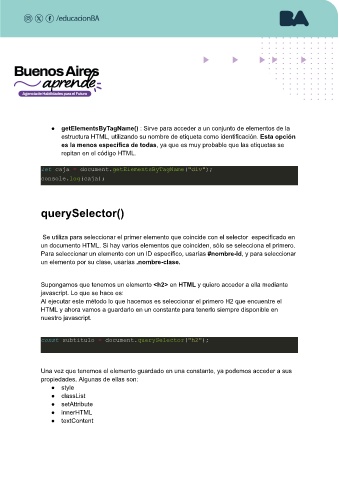 /educacionBA
BA
Buenos Aires
aprende
Agencia de Habilidades para el Futuro
● getElementsByTagName() : Sirve para acceder a un conjunto de elementos de la
estructura HTML, utilizando su nombre de etiqueta como identificación. Esta opción
es la menos específica de todas, ya que es muy probable que las etiquetas se
repitan en el código HTML.
let caja = document.getElementsByTagName("div");
console.log(caja);
querySelector()
Se utiliza para seleccionar el primer elemento que coincide con el selector especificado en
un documento HTML. Si hay varios elementos que coinciden, sólo se selecciona el primero.
Para seleccionar un elemento con un ID específico, usarías #nombre-id, y para seleccionar
un elemento por su clase, usarías .nombre-clase.
Supongamos que tenemos un elemento <h2> en HTML y quiero acceder a ella mediante
javascript. Lo que se hace es:
Al ejecutar este método lo que hacemos es seleccionar el primero H2 que encuentre el
HTML y ahora vamos a guardarlo en un constante para tenerlo siempre disponible en
nuestro javascript.
const subtitulo = document.querySelector("h2");
Una vez que tenemos el elemento guardado en una constante, ya podemos acceder a sus
propiedades. Algunas de ellas son:
● style
● classList
● setAttribute
● innerHTML
● textContent